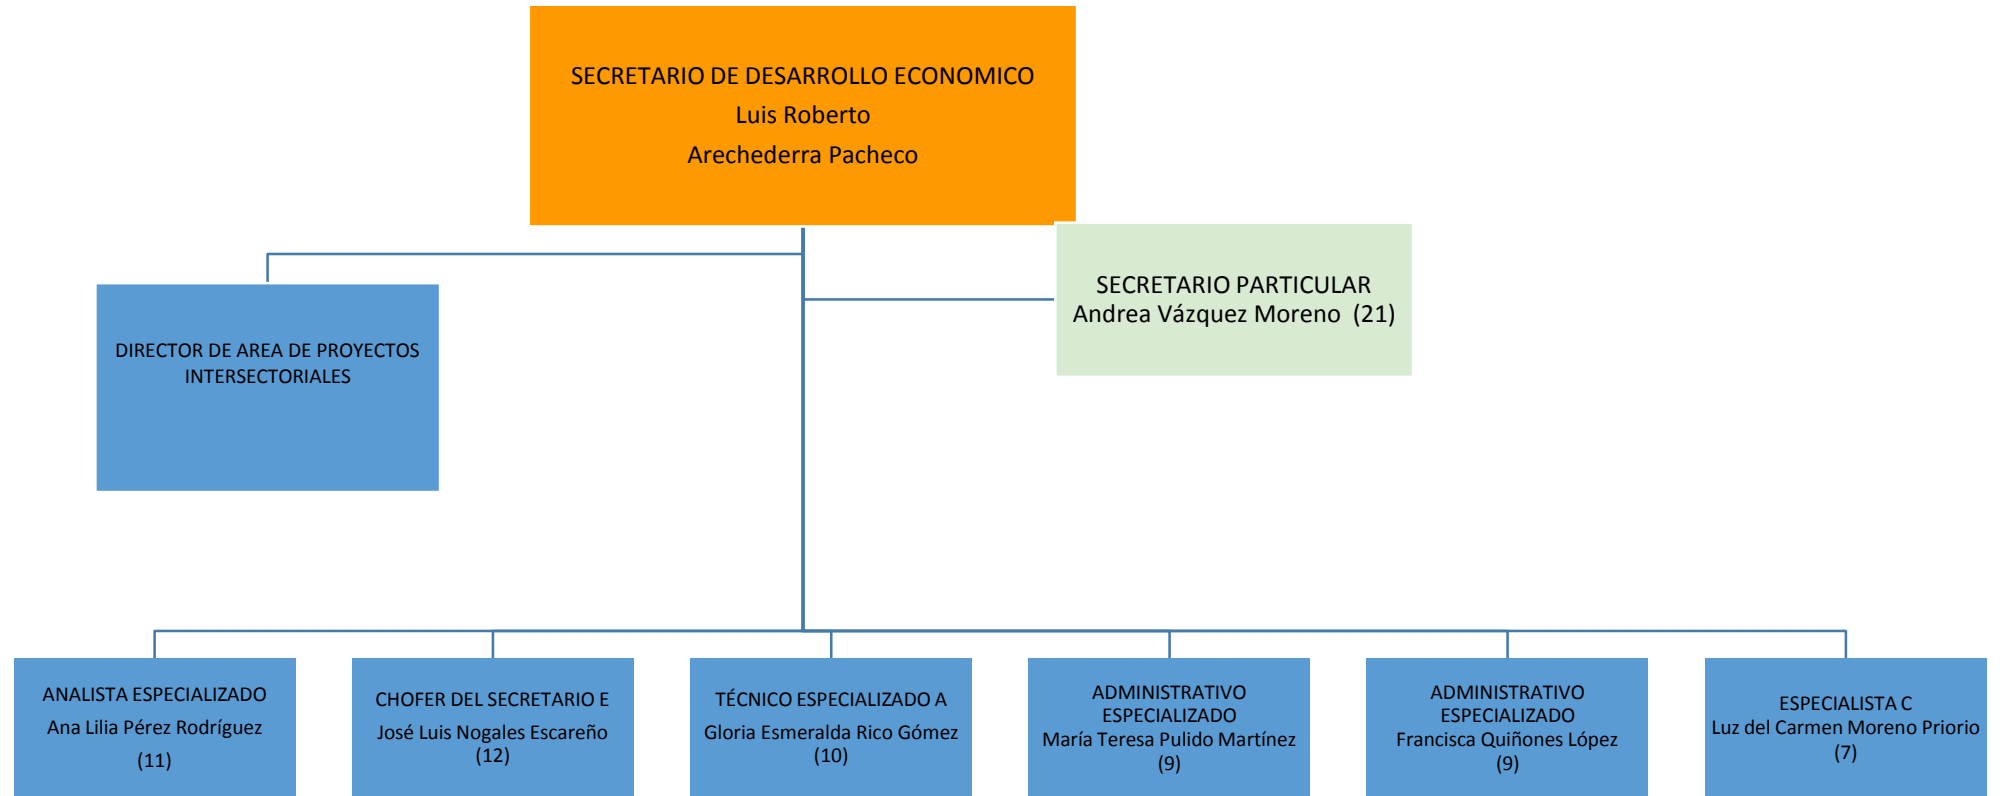 SECRETARIO DE DESARROLLO ECONOMICO
Luis Roberto
Arechederra Pacheco
SECRETARIO PARTICULAR
Andrea Vázquez Moreno (21)
DIRECTOR DE AREA DE PROYECTOS
INTERSECTORIALES
ANALISTA ESPECIALIZADO
Ana Lilia Pérez Rodríguez
(11)
CHOFER DEL SECRETARIO E
José Luis Nogales Escareño
(12)
TÉCNICO ESPECIALIZADO A
Gloria Esmeralda Rico Gómez
(10)
ADMINISTRATIVO
ESPECIALIZADO
María Teresa Pulido Martínez
(9)
ADMINISTRATIVO
ESPECIALIZADO
Francisca Quiñones López
(9)
ESPECIALISTA C
Luz del Carmen Moreno Priorio
(7)